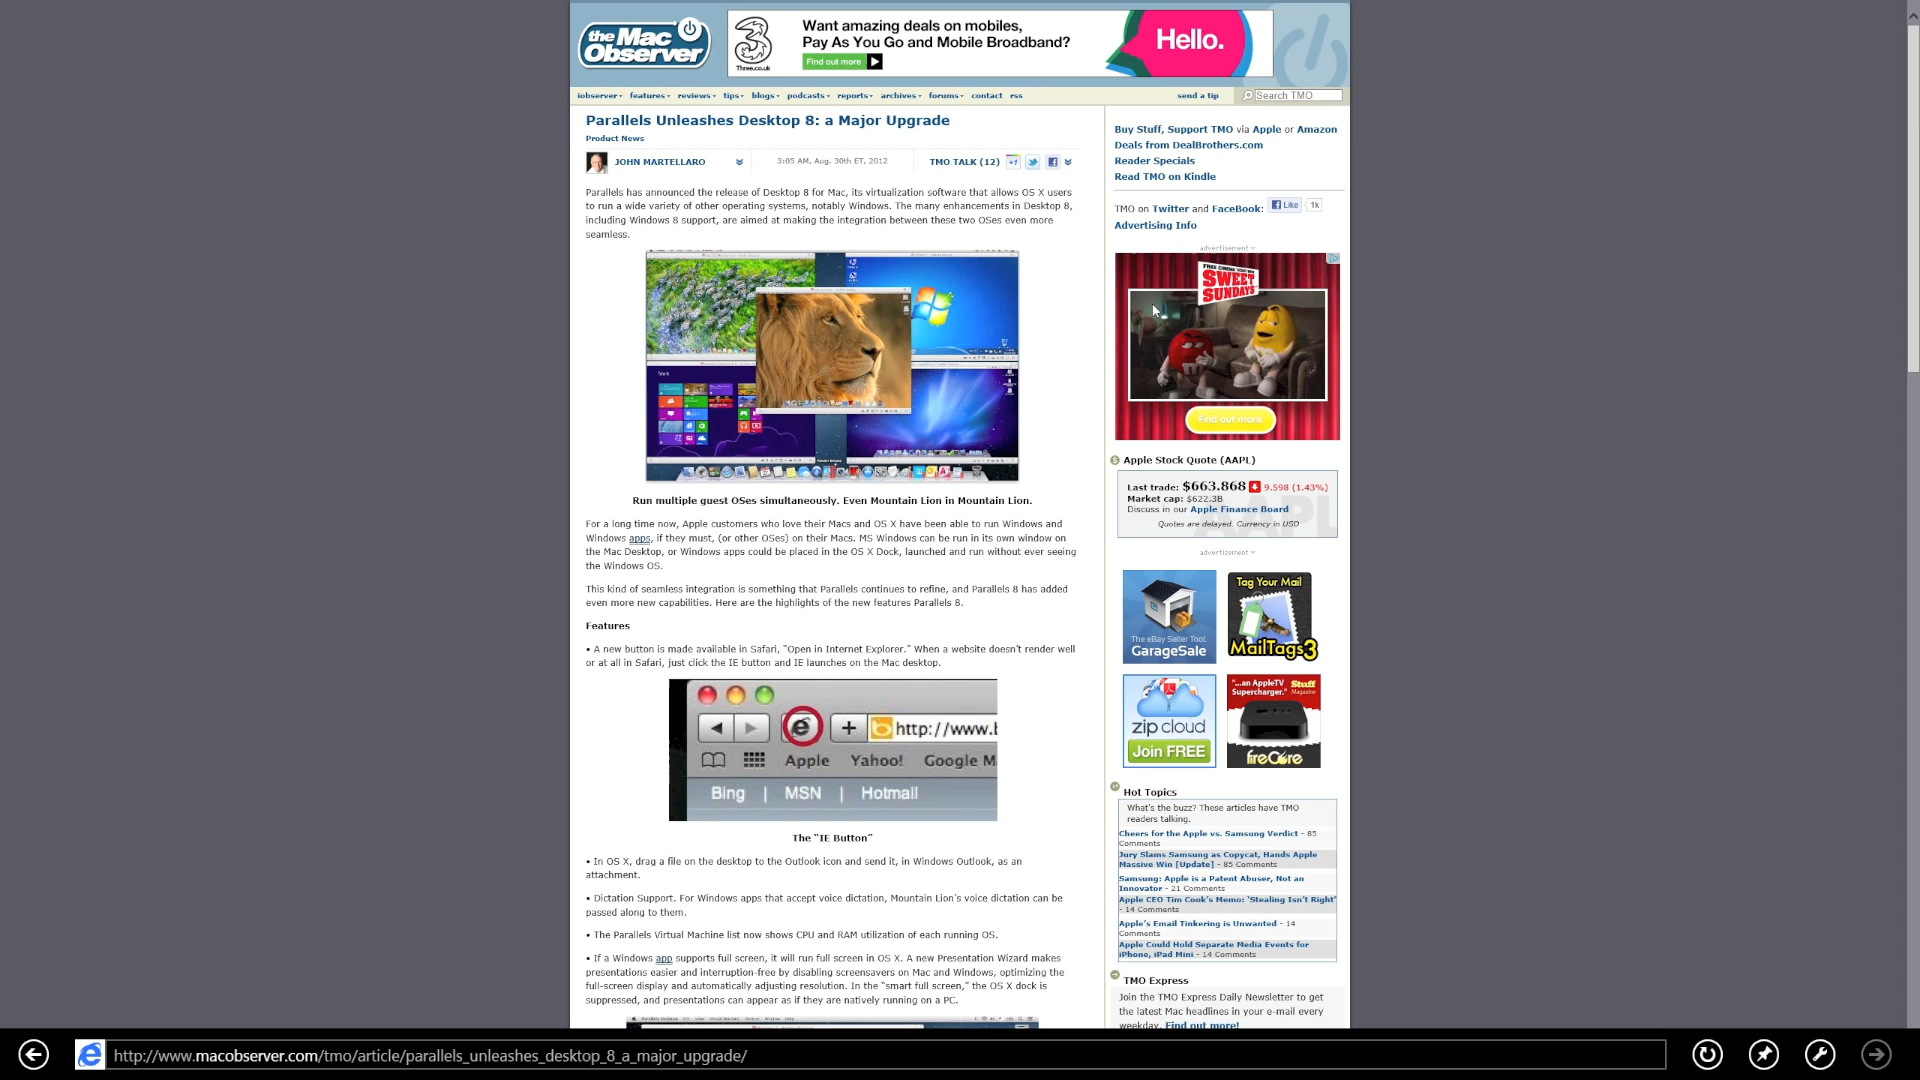 the Mac Observer
3 Three.co.uk
Want amazing deals on mobiles,
Pay As You Go and Mobile Broadband?
Find out more
Hello.
iobserver features reviews tips blogs podcasts reports archives forums contact rss
send a tip
Search TMO
Parallels Unleashes Desktop 8: a Major Upgrade
Product News
JOHN MARTELLARO
3:05 AM, Aug. 30th ET, 2012
TMO TALK (12)
+1
Parallels has announced the release of Desktop 8 for Mac, its virtualization software that allows OS X users
to run a wide variety of other operating systems, notably Windows. The many enhancements in Desktop 8,
including Windows 8 support, are aimed at making the integration between these two OSes even more
seamless.
Start
Run multiple guest OSes simultaneously. Even Mountain Lion in Mountain Lion.
For a long time now, Apple customers who love their Macs and OS X have been able to run Windows and
Windows apps, if they must, (or other OSes) on their Macs. MS Windows can be run in its own window on
the Mac Desktop, or Windows apps could be placed in the OS X Dock, launched and run without ever seeing
the Windows OS.
This kind of seamless integration is something that Parallels continues to refine, and Parallels 8 has added
even more new capabilities. Here are the highlights of the new features Parallels 8.
Features
• A new button is made available in Safari, “Open in Internet Explorer.” When a website doesn’t render well
or at all in Safari, just click the IE button and IE launches on the Mac desktop.
http://www.b
Apple Yahoo! Google M
Bing | MSN | Hotmail
The “IE Button”
• In OS X, drag a file on the desktop to the Outlook icon and send it, in Windows Outlook, as an
attachment.
• Dictation Support. For Windows apps that accept voice dictation, Mountain Lion’s voice dictation can be
passed along to them.
• The Parallels Virtual Machine list now shows CPU and RAM utilization of each running OS.
• If a Windows app supports full screen, it will run full screen in OS X. A new Presentation Wizard makes
presentations easier and interruption-free by disabling screensavers on Mac and Windows, optimizing the
full-screen display and automatically adjusting resolution. In the “smart full screen,” the OS X dock is
suppressed, and presentations can appear as if they are natively running on a PC.
Buy Stuff, Support TMO via Apple or Amazon
Deals from DealBrothers.com
Reader Specials
Read TMO on Kindle
TMO on Twitter and FaceBook: Like 1k
Advertising Info
advertisement
SWEET
SUNDAYS
Find out more
Apple Stock Quote (AAPL)
Last trade: $663.868 9.598 (1.43%)
Market cap: $622.3B
Discuss in our Apple Finance Board
Quotes are delayed. Currency in USD
AAPL
advertisement
The eBay Seller Tool
GarageSale
Tag Your Mail
MailTags3
zip cloud
Join FREE
"...an AppleTV
Supercharger."
Stuff
Magazine
fireCore
Hot Topics
What's the buzz? These articles have TMO
readers talking.
Cheers for the Apple vs. Samsung Verdict - 85
Comments
Jury Slams Samsung as Copycat, Hands Apple
Massive Win [Update] - 85 Comments
Samsung: Apple is a Patent Abuser, Not an
Innovator - 21 Comments
Apple CEO Tim Cook’s Memo: ‘Stealing Isn’t Right’
- 14 Comments
Apple’s Email Tinkering is Unwanted - 14
Comments
Apple Could Hold Separate Media Events for
iPhone, iPad Mini - 14 Comments
TMO Express
Join the TMO Express Daily Newsletter to get
the latest Mac headlines in your e-mail every
weekday. Find out more!
http://www.macobserver.com/tmo/article/parallels_unleashes_desktop_8_a_major_upgrade/